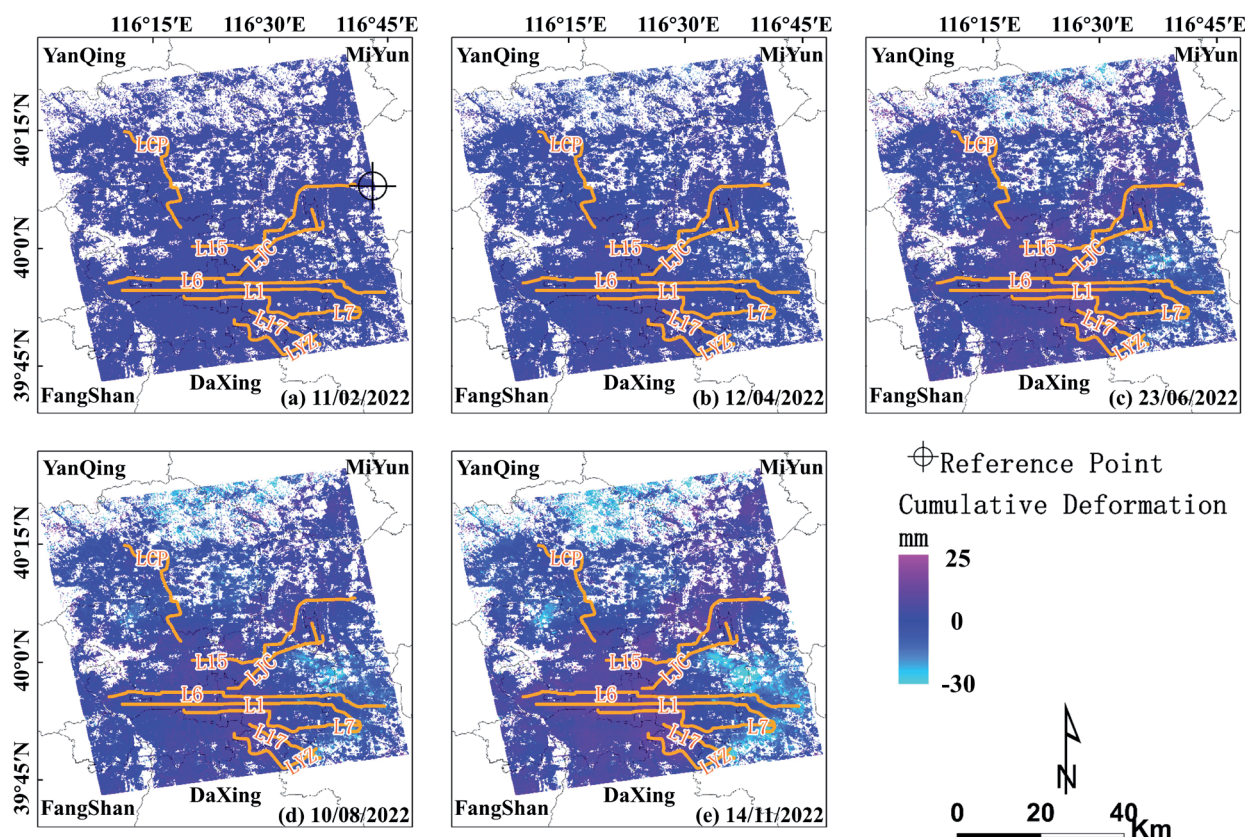 116°15′E 116°30′E 116°45′E 116°15′E 116°30′E 116°45′E 116°15′E 116°30′E 116°45′E
YanQing MiYun
40°15′N
40°0′N
39°45′N
LCP
L15
LJC
L6
L1
L17
L7
LYZ
FangShan DaXing
(a) 11/02/2022
YanQing MiYun
LCP
L15
LJC
L6
L1
L17
L7
LYZ
FangShan DaXing
(b) 12/04/2022
YanQing MiYun
LCP
L15
LJC
L6
L1
L17
L7
LYZ
FangShan DaXing
(c) 23/06/2022
YanQing MiYun
40°15′N
40°0′N
39°45′N
LCP
L15
LJC
L6
L1
L17
L7
LYZ
FangShan DaXing
(d) 10/08/2022
YanQing MiYun
LCP
L15
LJC
L6
L1
L17
L7
LYZ
FangShan DaXing
(e) 14/11/2022
Reference Point
Cumulative Deformation
mm
25
0
-30
N
0 20 40 Km